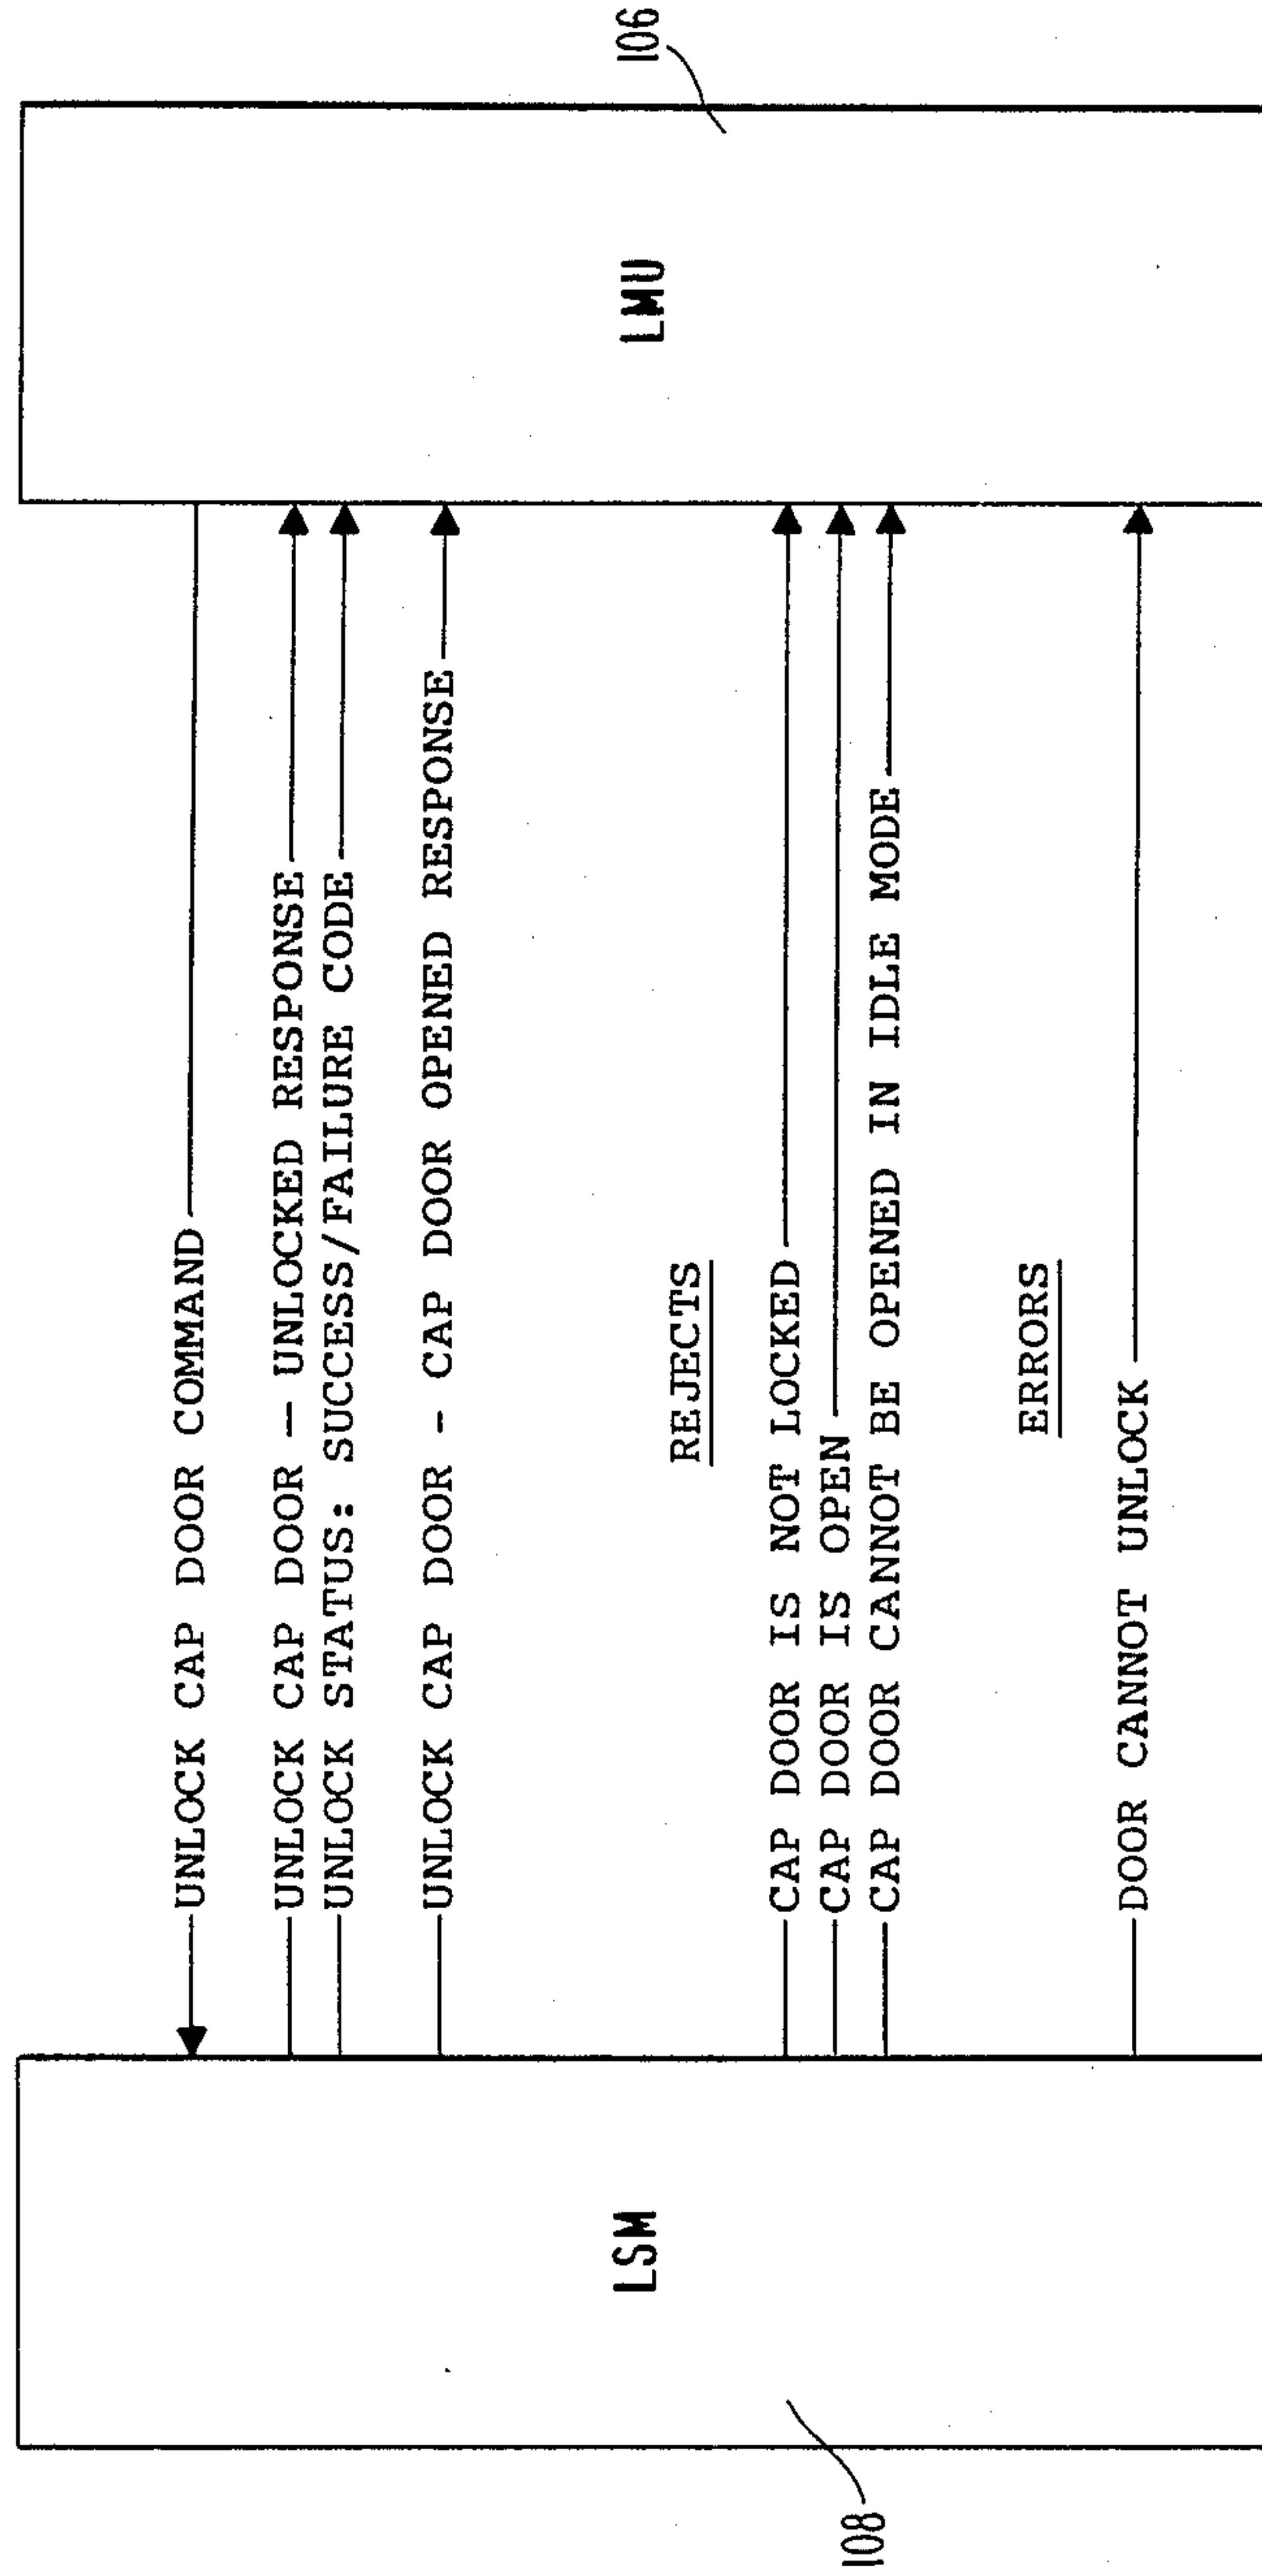 UNLOCK CAP DOOR COMMAND
UNLOCK CAP DOOR — UNLOCKED RESPONSE
UNLOCK STATUS: SUCCESS/FAILURE CODE
UNLOCK CAP DOOR - CAP DOOR OPENED RESPONSE
LSM
LMU
106
REJECTS
CAP DOOR IS NOT LOCKED
CAP DOOR IS OPEN
CAP DOOR CANNOT BE OPENED IN IDLE MODE
108
ERRORS
DOOR CANNOT UNLOCK